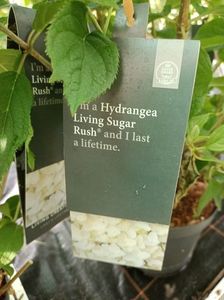 I'm a
Living
Rush®
a lifetime.
I'm a Hydrangea
Living Sugar
Rush® and I last
a lifetime.